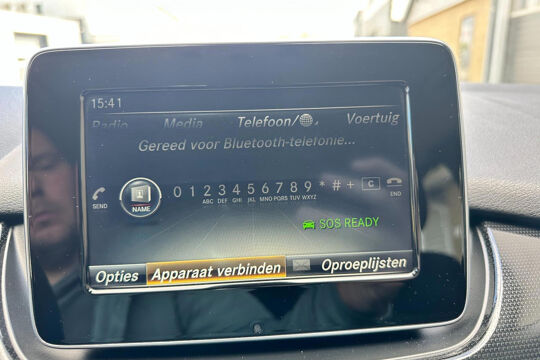 15:41
Radio Media Telefoon/ Voertuig
Gereed voor Bluetooth-telefonie...
0 1 2 3 4 5 6 7 8 9 * # + C
ABC DEF GHI JKL MNO PQRS TUV WXYZ
SEND NAME END
SOS READY
Opties Apparaat verbinden Oproeplijsten